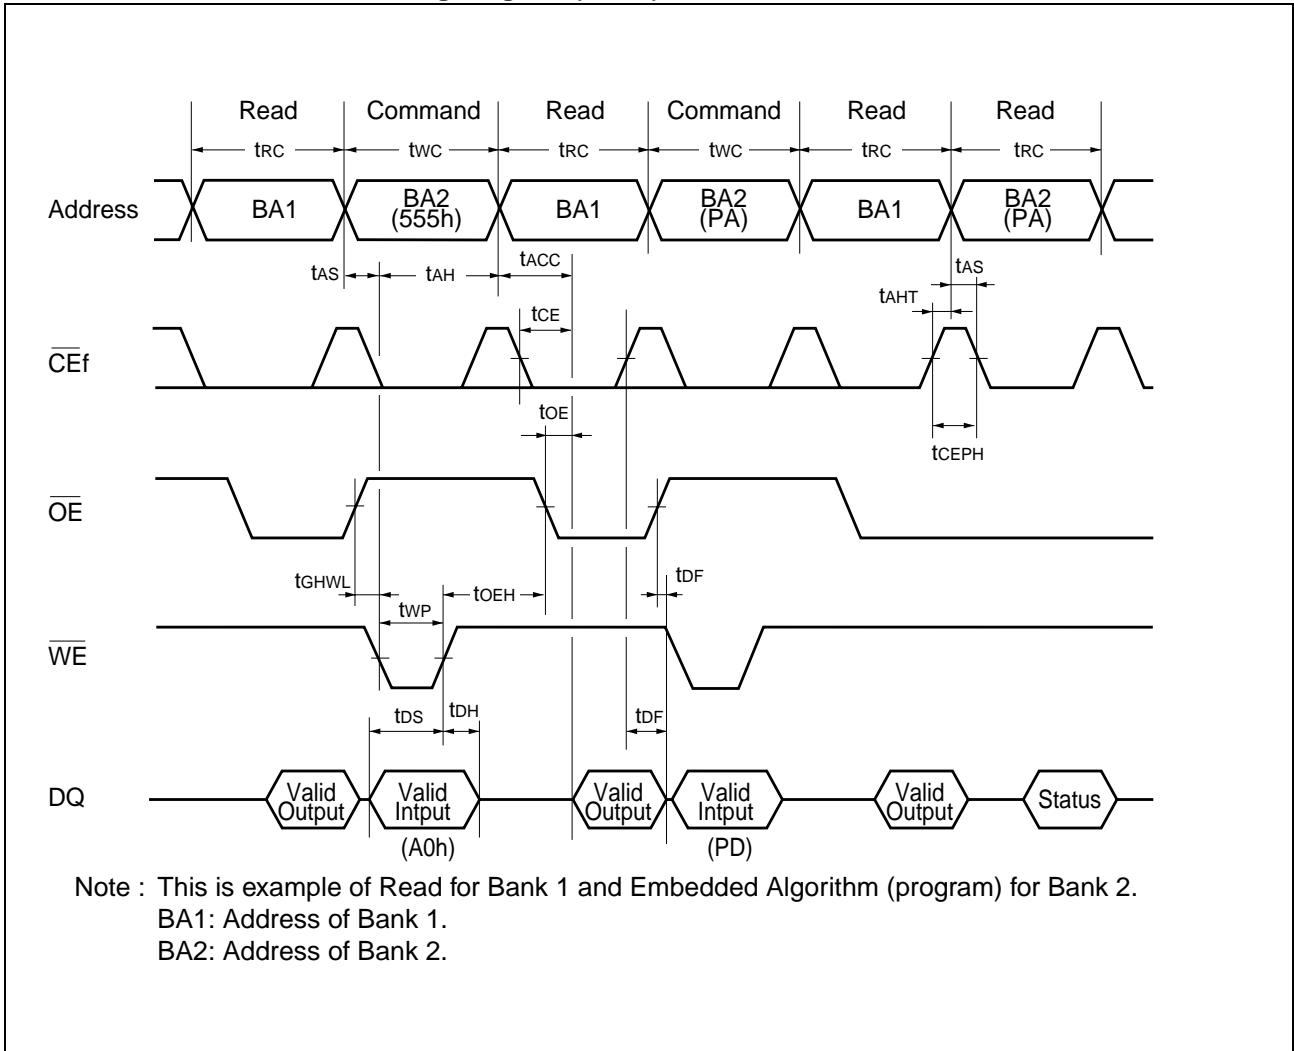 Read Command Read Command Read Read
tRC tWC tRC tWC tRC tRC
Address BA1 BA2 (555h) BA1 BA2 (PA) BA1 BA2 (PA)
tAS tAH tACC tAS
tAHT
tCE
CEf
tOE
tCEPH
OE
tGHWL tDF
tWP tOEH
WE
tDS tDH tDF
DQ Valid Output Valid Intput Valid Output Valid Intput Valid Output Status
(A0h) (PD)
Note : This is example of Read for Bank 1 and Embedded Algorithm (program) for Bank 2.
BA1: Address of Bank 1.
BA2: Address of Bank 2.